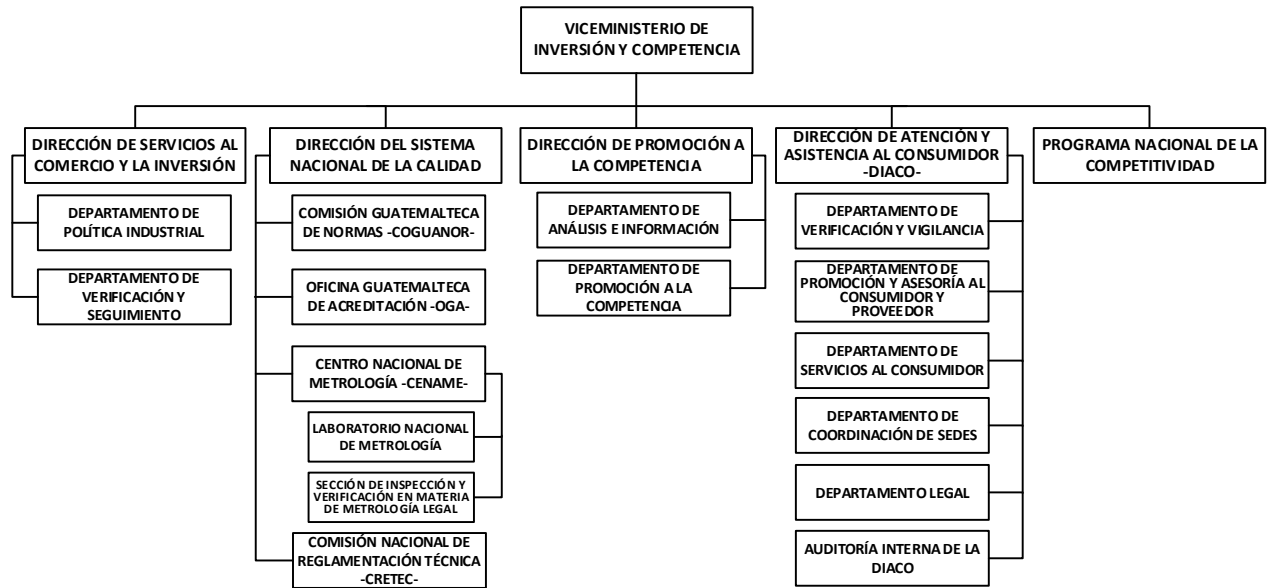 VICEMINISTERIO DE
INVERSIÓN Y COMPETENCIA
DIRECCIÓN DE SERVICIOS AL
COMERCIO Y LA INVERSIÓN
DEPARTAMENTO DE
POLÍTICA INDUSTRIAL
DEPARTAMENTO DE
VERIFICACIÓN Y
SEGUIMIENTO
DIRECCIÓN DEL SISTEMA
NACIONAL DE LA CALIDAD
COMISIÓN GUATEMALTECA
DE NORMAS -COGUANOR-
OFICINA GUATEMALTECA
DE ACREDITACIÓN -OGA-
CENTRO NACIONAL DE
METROLOGÍA -CENAME-
LABORATORIO NACIONAL
DE METROLOGÍA
SECCIÓN DE INSPECCIÓN Y
VERIFICACIÓN EN MATERIA
DE METROLOGÍA LEGAL
COMISIÓN NACIONAL DE
REGLAMENTACIÓN TÉCNICA
-CRETEC-
DIRECCIÓN DE PROMOCIÓN A
LA COMPETENCIA
DEPARTAMENTO DE
ANÁLISIS E INFORMACIÓN
DEPARTAMENTO DE
PROMOCIÓN A LA
COMPETENCIA
DIRECCIÓN DE ATENCIÓN Y
ASISTENCIA AL CONSUMIDOR
-DIACO-
DEPARTAMENTO DE
VERIFICACIÓN Y VIGILANCIA
DEPARTAMENTO DE
PROMOCIÓN Y ASESORÍA AL
CONSUMIDOR Y
PROVEEDOR
DEPARTAMENTO DE
SERVICIOS AL CONSUMIDOR
DEPARTAMENTO DE
COORDINACIÓN DE SEDES
DEPARTAMENTO LEGAL
AUDITORÍA INTERNA DE LA
DIACO
PROGRAMA NACIONAL DE LA
COMPETITIVIDAD